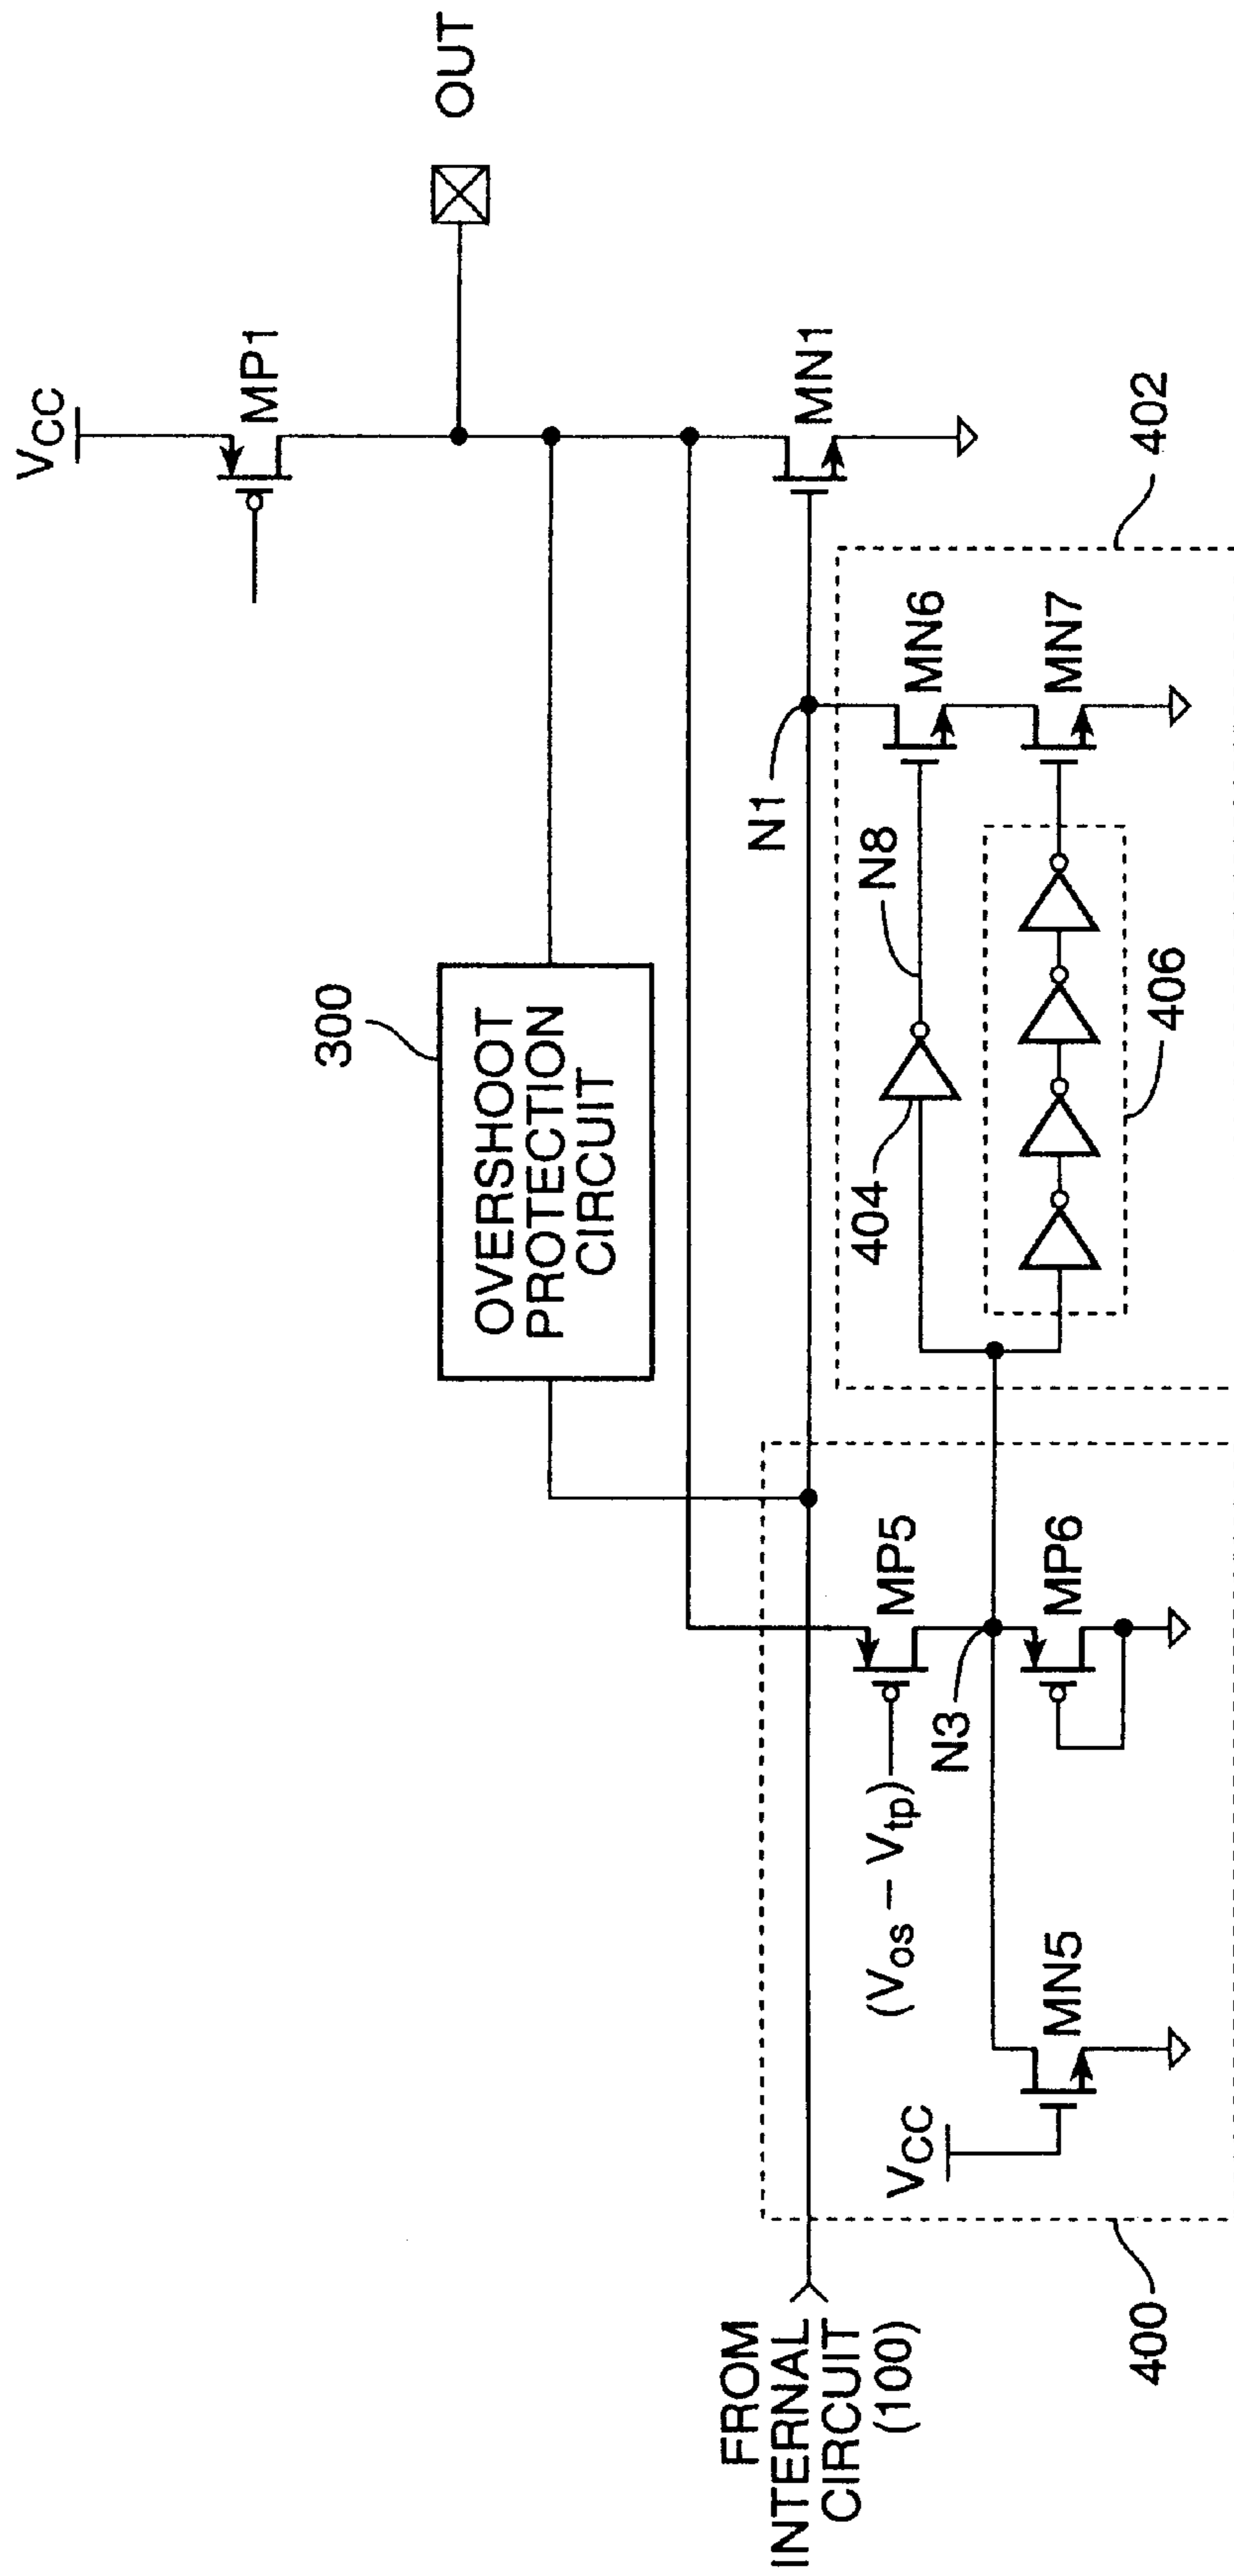 VCC
MP1
OUT
300
OVERSHOOT
PROTECTION
CIRCUIT
N1
MN1
402
FROM
INTERNAL
CIRCUIT
(100)
MP5
(Vos – Vtp)
N3
MP6
VCC
MN5
400
N8
404
406
MN6
MN7